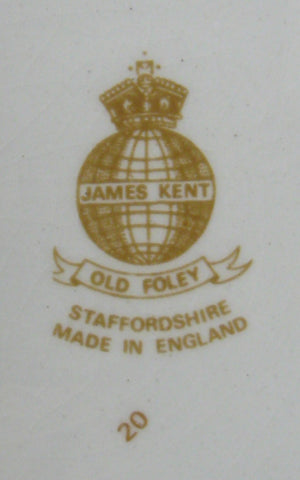 JAMES KENT
OLD FOLEY
STAFFORDSHIRE
MADE IN ENGLAND
20